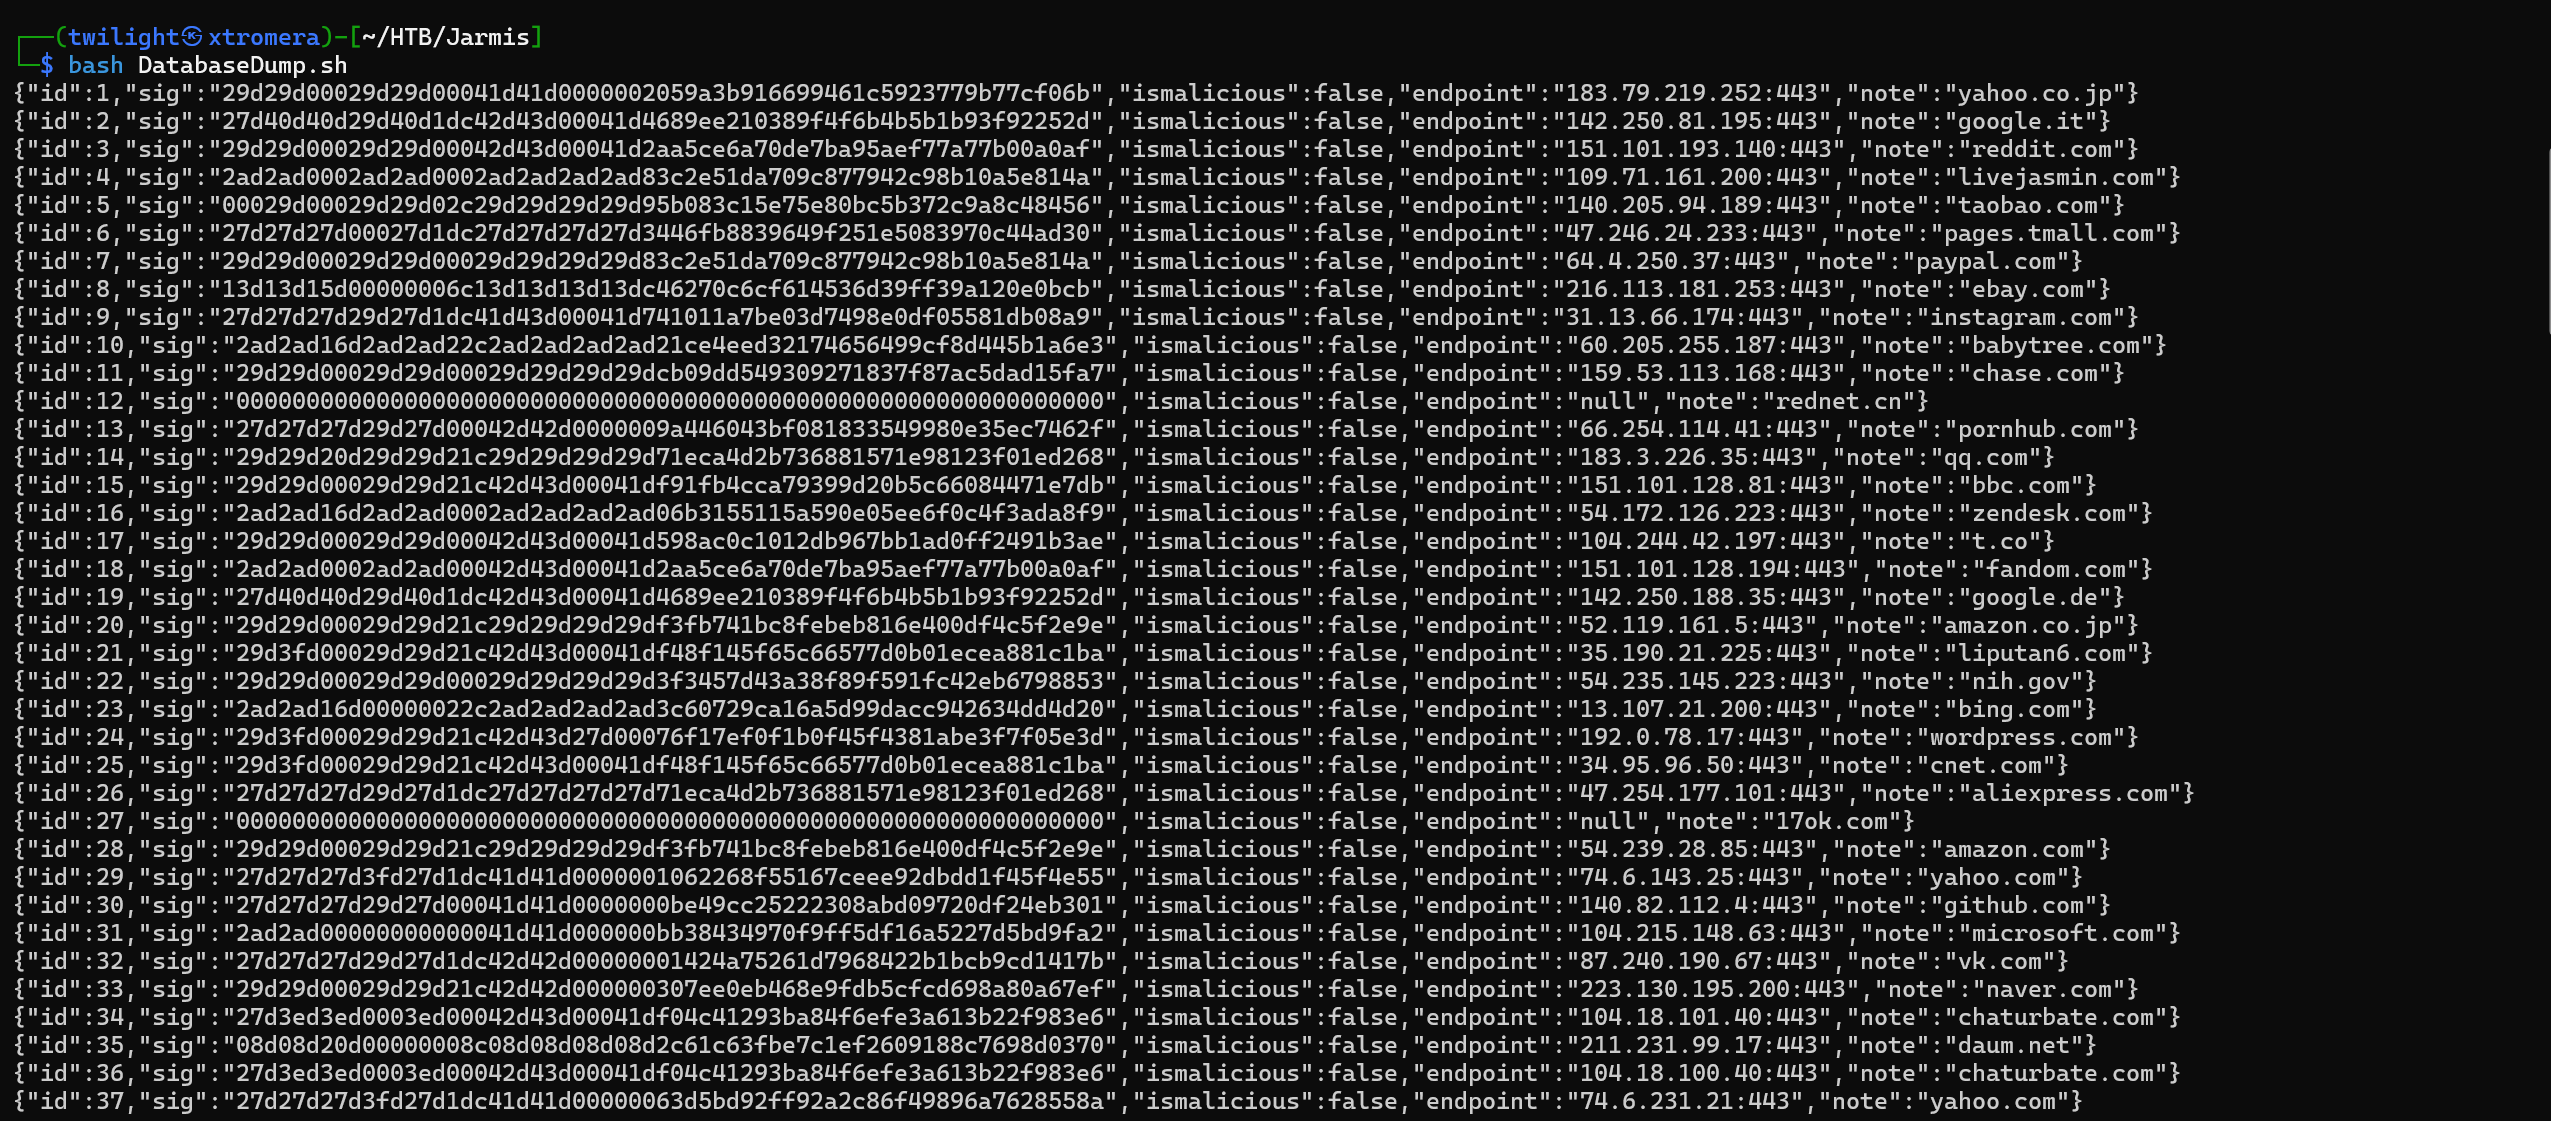 ┌──(twilight㉿xtromera)-[~/HTB/Jarmis]
└─$ bash DatabaseDump.sh
{"id":1,"sig":"29d29d00029d29d00041d41d0000002059a3b916699461c5923779b77cf06b","ismalicious":false,"endpoint":"183.79.219.252:443","note":"yahoo.co.jp"}
{"id":2,"sig":"27d40d40d29d40d1dc42d43d00041d4689ee210389f4f6b4b5b1b93f92252d","ismalicious":false,"endpoint":"142.250.81.195:443","note":"google.it"}
{"id":3,"sig":"29d29d00029d29d00042d43d00041d2aa5ce6a70de7ba95aef77a77b00a0af","ismalicious":false,"endpoint":"151.101.193.140:443","note":"reddit.com"}
{"id":4,"sig":"2ad2ad0002ad2ad0002ad2ad2ad2ad83c2e51da709c877942c98b10a5e814a","ismalicious":false,"endpoint":"109.71.161.200:443","note":"livejasmin.com"}
{"id":5,"sig":"00029d00029d29d02c29d29d29d29d95b083c15e75e80bc5b372c9a8c48456","ismalicious":false,"endpoint":"140.205.94.189:443","note":"taobao.com"}
{"id":6,"sig":"27d27d27d00027d1dc27d27d27d27d3446fb8839649f251e5083970c44ad30","ismalicious":false,"endpoint":"47.246.24.233:443","note":"pages.tmall.com"}
{"id":7,"sig":"29d29d00029d29d00029d29d29d29d83c2e51da709c877942c98b10a5e814a","ismalicious":false,"endpoint":"64.4.250.37:443","note":"paypal.com"}
{"id":8,"sig":"13d13d15d00000006c13d13d13d13dc46270c6cf614536d39ff39a120e0bcb","ismalicious":false,"endpoint":"216.113.181.253:443","note":"ebay.com"}
{"id":9,"sig":"27d27d27d29d27d1dc41d43d00041d741011a7be03d7498e0df05581db08a9","ismalicious":false,"endpoint":"31.13.66.174:443","note":"instagram.com"}
{"id":10,"sig":"2ad2ad16d2ad2ad22c2ad2ad2ad2ad21ce4eed32174656499cf8d445b1a6e3","ismalicious":false,"endpoint":"60.205.255.187:443","note":"babytree.com"}
{"id":11,"sig":"29d29d00029d29d00029d29d29d29dcb09dd549309271837f87ac5dad15fa7","ismalicious":false,"endpoint":"159.53.113.168:443","note":"chase.com"}
{"id":12,"sig":"00000000000000000000000000000000000000000000000000000000000000","ismalicious":false,"endpoint":"null","note":"rednet.cn"}
{"id":13,"sig":"27d27d27d29d27d00042d42d0000009a446043bf081833549980e35ec7462f","ismalicious":false,"endpoint":"66.254.114.41:443","note":"pornhub.com"}
{"id":14,"sig":"29d29d20d29d29d21c29d29d29d29d71eca4d2b736881571e98123f01ed268","ismalicious":false,"endpoint":"183.3.226.35:443","note":"qq.com"}
{"id":15,"sig":"29d29d00029d29d21c42d43d00041df91fb4cca79399d20b5c66084471e7db","ismalicious":false,"endpoint":"151.101.128.81:443","note":"bbc.com"}
{"id":16,"sig":"2ad2ad16d2ad2ad0002ad2ad2ad2ad06b3155115a590e05ee6f0c4f3ada8f9","ismalicious":false,"endpoint":"54.172.126.223:443","note":"zendesk.com"}
{"id":17,"sig":"29d29d00029d29d00042d43d00041d598ac0c1012db967bb1ad0ff2491b3ae","ismalicious":false,"endpoint":"104.244.42.197:443","note":"t.co"}
{"id":18,"sig":"2ad2ad0002ad2ad00042d43d00041d2aa5ce6a70de7ba95aef77a77b00a0af","ismalicious":false,"endpoint":"151.101.128.194:443","note":"fandom.com"}
{"id":19,"sig":"27d40d40d29d40d1dc42d43d00041d4689ee210389f4f6b4b5b1b93f92252d","ismalicious":false,"endpoint":"142.250.188.35:443","note":"google.de"}
{"id":20,"sig":"29d29d00029d29d21c29d29d29d29df3fb741bc8febeb816e400df4c5f2e9e","ismalicious":false,"endpoint":"52.119.161.5:443","note":"amazon.co.jp"}
{"id":21,"sig":"29d3fd00029d29d21c42d43d00041df48f145f65c66577d0b01ecea881c1ba","ismalicious":false,"endpoint":"35.190.21.225:443","note":"liputan6.com"}
{"id":22,"sig":"29d29d00029d29d00029d29d29d29d3f3457d43a38f89f591fc42eb6798853","ismalicious":false,"endpoint":"54.235.145.223:443","note":"nih.gov"}
{"id":23,"sig":"2ad2ad16d00000022c2ad2ad2ad2ad3c60729ca16a5d99dacc942634dd4d20","ismalicious":false,"endpoint":"13.107.21.200:443","note":"bing.com"}
{"id":24,"sig":"29d3fd00029d29d21c42d43d27d00076f17ef0f1b0f45f4381abe3f7f05e3d","ismalicious":false,"endpoint":"192.0.78.17:443","note":"wordpress.com"}
{"id":25,"sig":"29d3fd00029d29d21c42d43d00041df48f145f65c66577d0b01ecea881c1ba","ismalicious":false,"endpoint":"34.95.96.50:443","note":"cnet.com"}
{"id":26,"sig":"27d27d27d29d27d1dc27d27d27d27d71eca4d2b736881571e98123f01ed268","ismalicious":false,"endpoint":"47.254.177.101:443","note":"aliexpress.com"}
{"id":27,"sig":"00000000000000000000000000000000000000000000000000000000000000","ismalicious":false,"endpoint":"null","note":"17ok.com"}
{"id":28,"sig":"29d29d00029d29d21c29d29d29d29df3fb741bc8febeb816e400df4c5f2e9e","ismalicious":false,"endpoint":"54.239.28.85:443","note":"amazon.com"}
{"id":29,"sig":"27d27d27d3fd27d1dc41d41d0000001062268f55167ceee92dbdd1f45f4e55","ismalicious":false,"endpoint":"74.6.143.25:443","note":"yahoo.com"}
{"id":30,"sig":"27d27d27d29d27d00041d41d0000000be49cc25222308abd09720df24eb301","ismalicious":false,"endpoint":"140.82.112.4:443","note":"github.com"}
{"id":31,"sig":"2ad2ad000000000000041d41d000000bb38434970f9ff5df16a5227d5bd9fa2","ismalicious":false,"endpoint":"104.215.148.63:443","note":"microsoft.com"}
{"id":32,"sig":"27d27d27d29d27d1dc42d42d00000001424a75261d7968422b1bcb9cd1417b","ismalicious":false,"endpoint":"87.240.190.67:443","note":"vk.com"}
{"id":33,"sig":"29d29d00029d29d21c42d42d000000307ee0eb468e9fdb5cfcd698a80a67ef","ismalicious":false,"endpoint":"223.130.195.200:443","note":"naver.com"}
{"id":34,"sig":"27d3ed3ed0003ed00042d43d00041df04c41293ba84f6efe3a613b22f983e6","ismalicious":false,"endpoint":"104.18.101.40:443","note":"chaturbate.com"}
{"id":35,"sig":"08d08d20d00000008c08d08d08d08d2c61c63fbe7c1ef2609188c7698d0370","ismalicious":false,"endpoint":"211.231.99.17:443","note":"daum.net"}
{"id":36,"sig":"27d3ed3ed0003ed00042d43d00041df04c41293ba84f6efe3a613b22f983e6","ismalicious":false,"endpoint":"104.18.100.40:443","note":"chaturbate.com"}
{"id":37,"sig":"27d27d27d3fd27d1dc41d41d00000063d5bd92ff92a2c86f49896a7628558a","ismalicious":false,"endpoint":"74.6.231.21:443","note":"yahoo.com"}